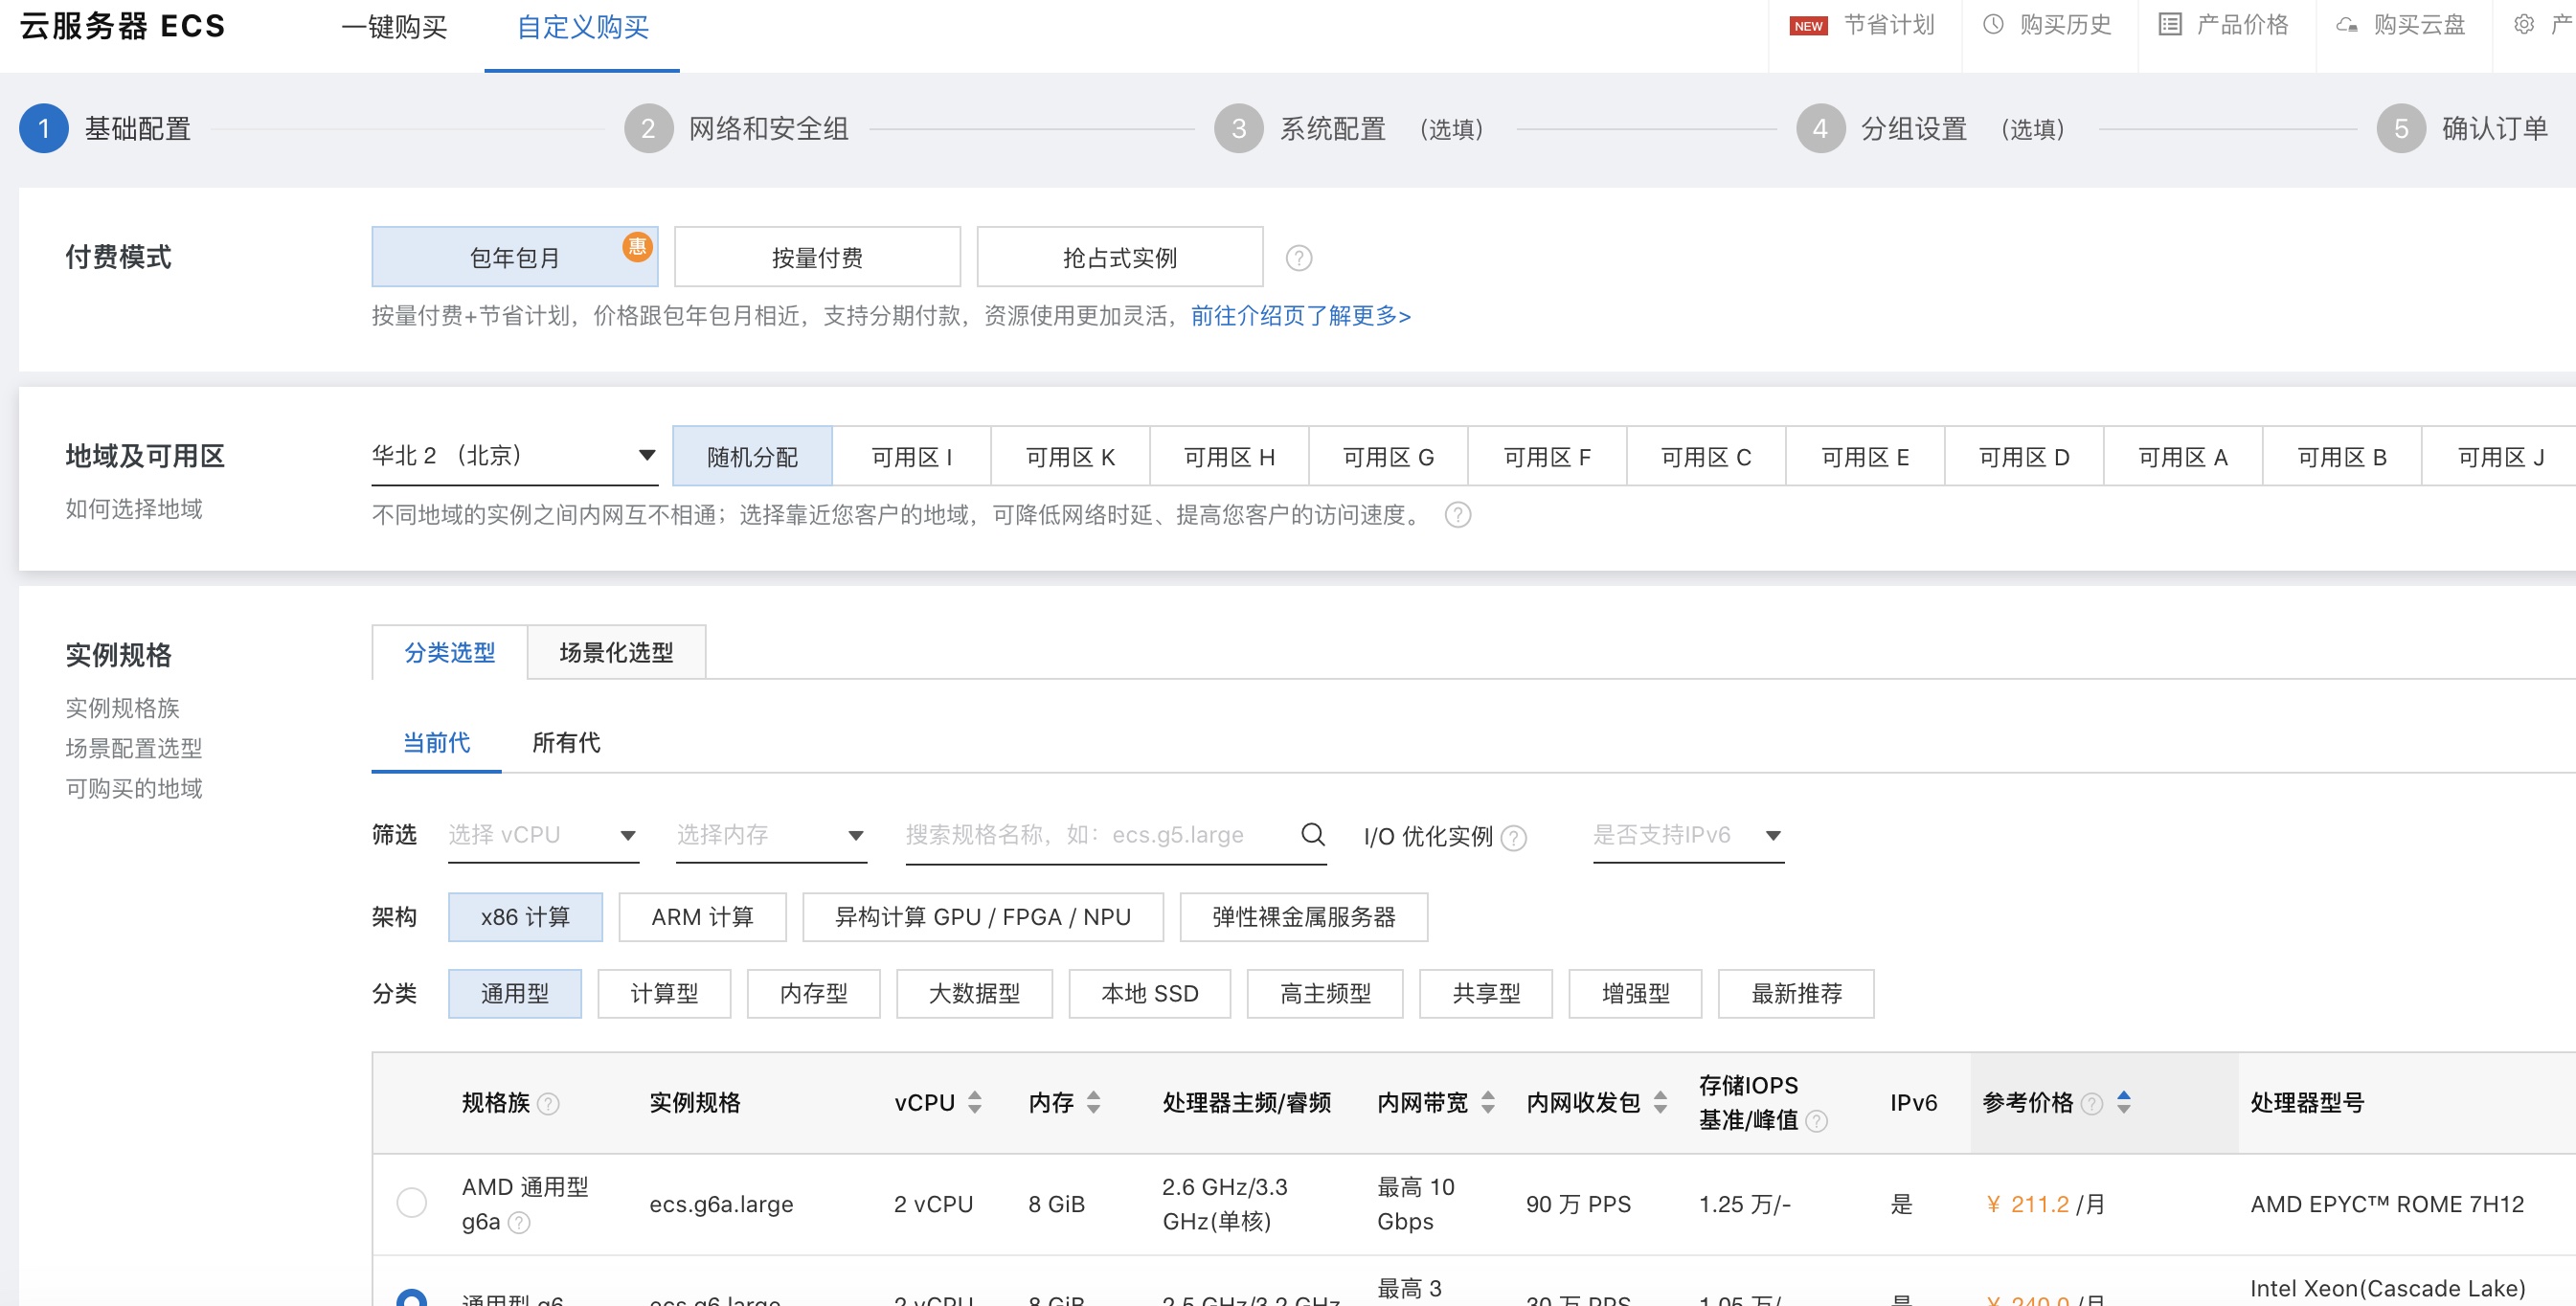 云服务器 ECS 一键购买 自定义购买 NEW 节省计划 购买历史 产品价格 购买云盘 产
1 基础配置 2 网络和安全组 3 系统配置 (选填) 4 分组设置 (选填) 5 确认订单
付费模式 包年包月 惠 按量付费 抢占式实例 ?
按量付费+节省计划，价格跟包年包月相近，支持分期付款，资源使用更加灵活，前往介绍页了解更多>
地域及可用区 华北 2 （北京） 随机分配 可用区 I 可用区 K 可用区 H 可用区 G 可用区 F 可用区 C 可用区 E 可用区 D 可用区 A 可用区 B 可用区 J
如何选择地域 不同地域的实例之间内网互不相通；选择靠近您客户的地域，可降低网络时延、提高您客户的访问速度。 ?
实例规格 分类选型 场景化选型
实例规格族
场景配置选型
可购买的地域
当前代 所有代
筛选 选择 vCPU 选择内存 搜索规格名称，如：ecs.g5.large I/O 优化实例 ? 是否支持IPv6
架构 x86 计算 ARM 计算 异构计算 GPU / FPGA / NPU 弹性裸金属服务器
分类 通用型 计算型 内存型 大数据型 本地 SSD 高主频型 共享型 增强型 最新推荐
规格族 ? 实例规格 vCPU 内存 处理器主频/睿频 内网带宽 内网收发包 存储IOPS 基准/峰值 ? IPv6 参考价格 ? 处理器型号
AMD 通用型 g6a ? ecs.g6a.large 2 vCPU 8 GiB 2.6 GHz/3.3 GHz(单核) 最高 10 Gbps 90 万 PPS 1.25 万/- 是 ¥ 211.2 /月 AMD EPYC™ ROME 7H12
通用型 g6 ecs.g6.large 2 vCPU 8 GiB 2.5 GHz/3.2 GHz 最高 3 30 万 PPS 1.05 万/ 是 ¥ 240.0 /月 Intel Xeon(Cascade Lake)